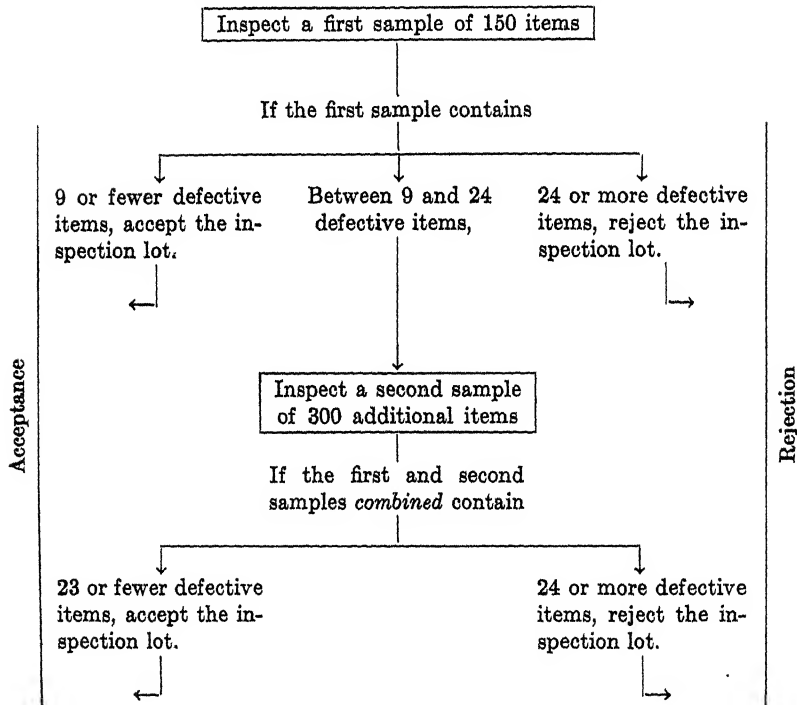 Inspect a first sample of 150 items
If the first sample contains
9 or fewer defective
items, accept the in-
spection lot.
Between 9 and 24
defective items,
24 or more defective
items, reject the in-
spection lot.
Acceptance
Rejection
Inspect a second sample
of 300 additional items
If the first and second
samples combined contain
23 or fewer defective
items, accept the in-
spection lot.
24 or more defective
items, reject the in-
spection lot.